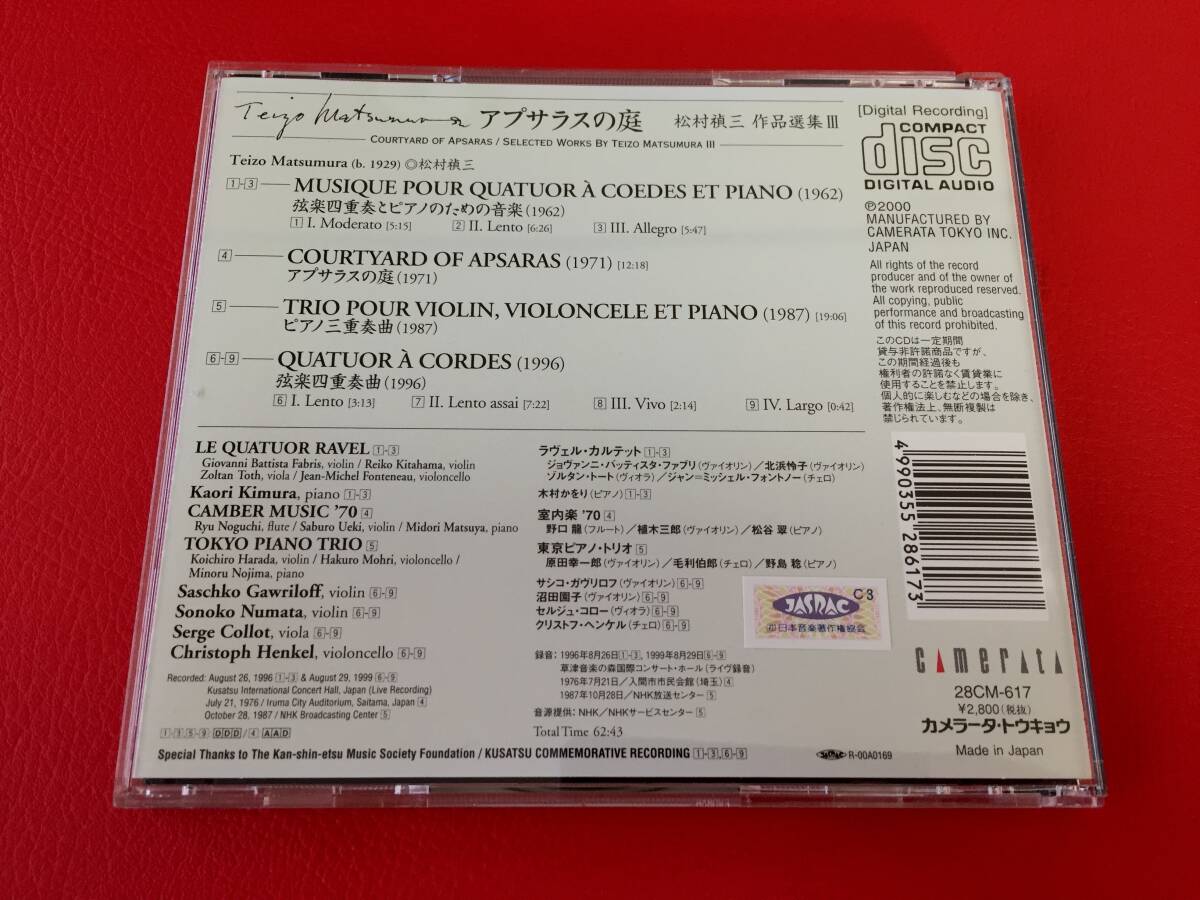 Teizo Matsumura アプサラスの庭 松村禎三 作品選集III
COURTYARD OF APSARAS / SELECTED WORKS BY TEIZO MATSUMURA III
Teizo Matsumura (b. 1929) ◎松村禎三
1-3 MUSIQUE POUR QUATUOR À COEDES ET PIANO (1962)
弦楽四重奏とピアノのための音楽(1962)
1 I. Moderato [5:15] 2 II. Lento [6:26] 3 III. Allegro [5:47]
4 COURTYARD OF APSARAS (1971) [12:18]
アプサラスの庭(1971)
5 TRIO POUR VIOLIN, VIOLONCELE ET PIANO (1987) [19:06]
ピアノ三重奏曲(1987)
6-9 QUATUOR À CORDES (1996)
弦楽四重奏曲(1996)
6 I. Lento [3:13] 7 II. Lento assai [7:22] 8 III. Vivo [2:14] 9 IV. Largo [0:42]
LE QUATUOR RAVEL 1-3
Giovanni Battista Fabris, violin / Reiko Kitahama, violin
Zoltan Toth, viola / Jean-Michel Fonteneau, violoncello
Kaori Kimura, piano 1-3
CAMBER MUSIC '70 4
Ryu Noguchi, flute / Saburo Ueki, violin / Midori Matsuya, piano
TOKYO PIANO TRIO 5
Koichiro Harada, violin / Hakuro Mohri, violoncello /
Minoru Nojima, piano
Saschko Gawriloff, violin 6-9
Sonoko Numata, violin 6-9
Serge Collot, viola 6-9
Christoph Henkel, violoncello 6-9
Recorded: August 26, 1996 1-3 & August 29, 1999 6-9
Kusatsu International Concert Hall, Japan (Live Recording)
July 21, 1976 / Iruma City Auditorium, Saitama, Japan 4
October 28, 1987 / NHK Broadcasting Center 5
1 3 5 9 DDD / 4 AAD
ラヴェル・カルテット 1-3
ジョヴァンニ・バッティスタ・ファブリ(ヴァイオリン)/北浜怜子(ヴァイオリン)
ゾルタン・トート(ヴィオラ)/ジャン=ミッシェル・フォントノー(チェロ)
木村かをり(ピアノ) 1-3
室内楽 '70 4
野口 龍(フルート)/植木三郎(ヴァイオリン)/松谷 翠(ピアノ)
東京ピアノ・トリオ 5
原田幸一郎(ヴァイオリン)/毛利伯郎(チェロ)/野島 稔(ピアノ)
サシコ・ガヴリロフ(ヴァイオリン) 6-9
沼田園子(ヴァイオリン) 6-9
セルジュ・コロー(ヴィオラ) 6-9
クリストフ・ヘンケル(チェロ) 6-9
録音:1996年8月26日 1-3、1999年8月29日 6-9
草津音楽の森国際コンサート・ホール(ライヴ録音)
1976年7月21日/入間市市民会館(埼玉) 4
1987年10月28日/NHK放送センター 5
音源提供:NHK/NHKサービスセンター 5
Total Time 62:43
Special Thanks to The Kan-shin-etsu Music Society Foundation / KUSATSU COMMEMORATIVE RECORDING 1-3,6-9
JASRAC R-00A0169
[Digital Recording]
COMPACT
disc
DIGITAL AUDIO
℗2000
MANUFACTURED BY
CAMERATA TOKYO INC.
JAPAN
All rights of the record
producer and of the owner of
the work reproduced reserved.
All copying, public
performance and broadcasting
of this record prohibited.
このCDは一定期間
貸与非許諾商品ですが、
この期間経過後も
権利者の許諾なく賃貸業に
使用することを禁止します。
個人的に楽しむなどの場合を除き、
著作権法上、無断複製は
禁じられています。
4 990355 286173
C3
JASRAC
日本音楽著作権協会
camerata
28CM-617
¥2,800(税抜)
カメラータ・トウキョウ
Made in Japan